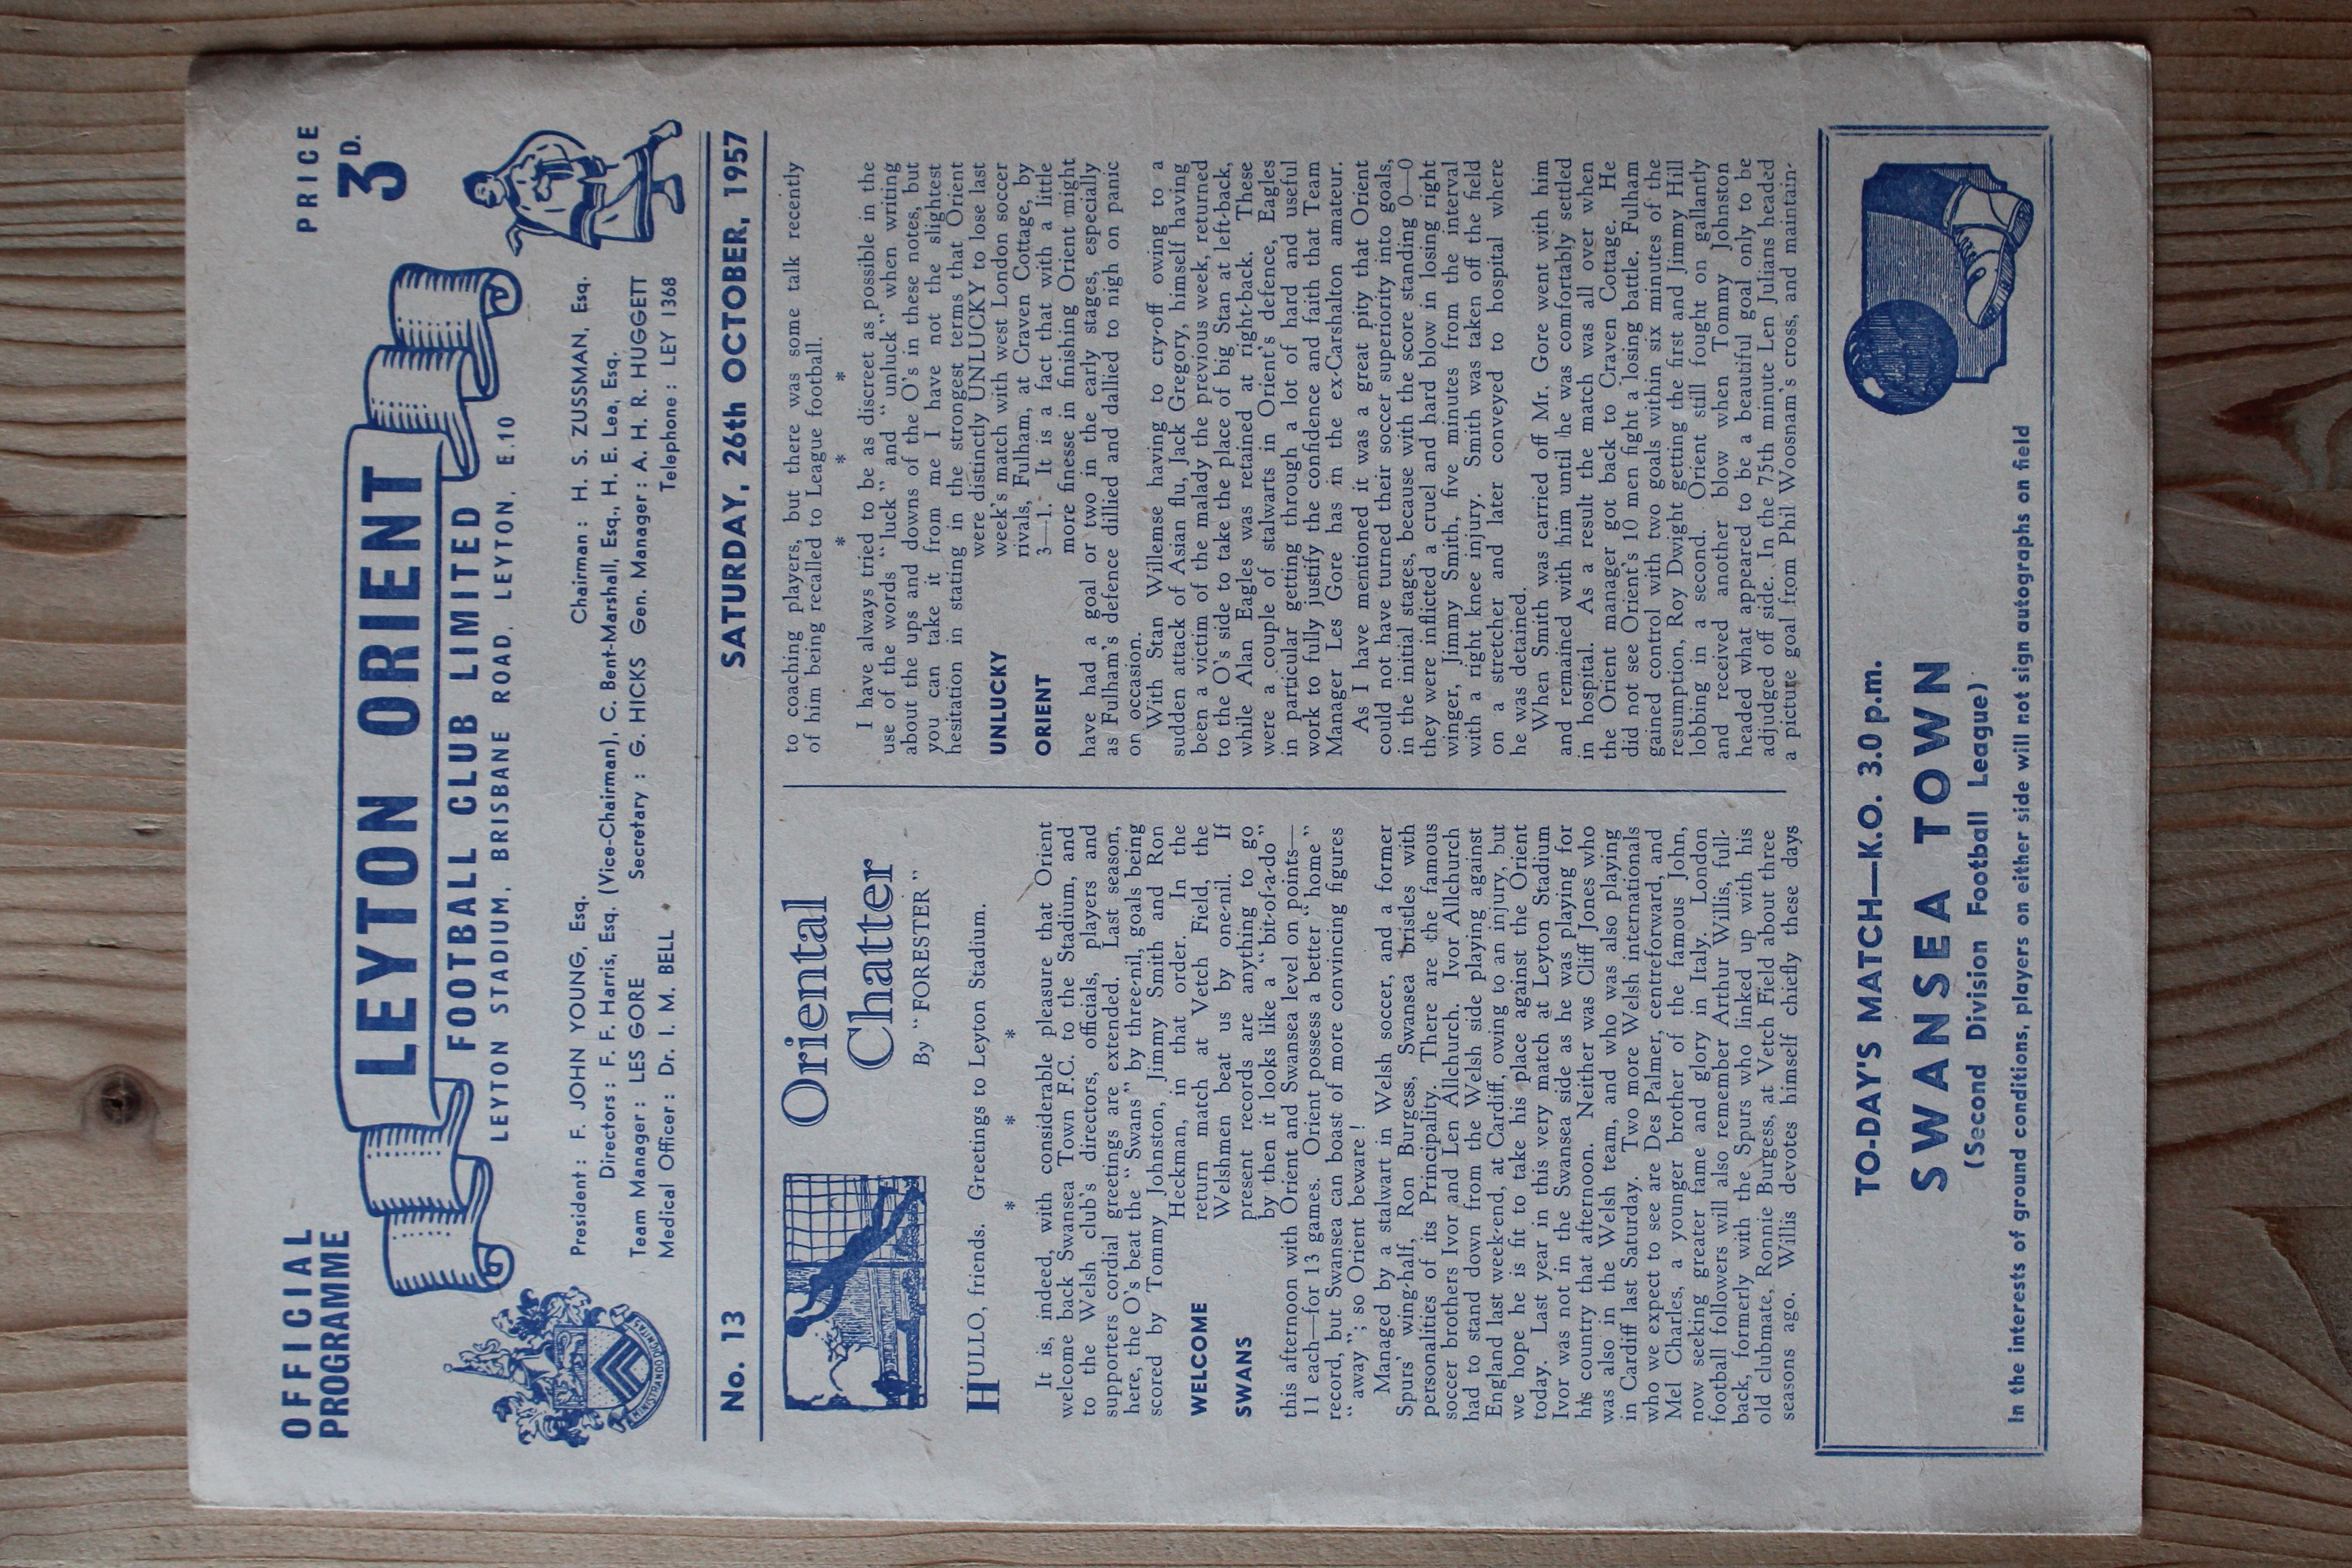 OFFICIAL
PROGRAMME
PRICE
3D.
LEYTON ORIENT
FOOTBALL CLUB LIMITED
LEYTON STADIUM, BRISBANE ROAD, LEYTON, E.10
MINISTRANDO DIGNITAS
President : F. JOHN YOUNG, Esq. Chairman : H. S. ZUSSMAN, Esq.
Directors : F. F. Harris, Esq. (Vice-Chairman), C. Bent-Marshall, Esq., H. E. Lea, Esq.
Team Manager : LES GORE Secretary : G. HICKS Gen. Manager : A. H. R. HUGGETT
Medical Officer : Dr. I. M. BELL Telephone : LEY 1368
No. 13 SATURDAY, 26th OCTOBER, 1957
Oriental
Chatter
By " FORESTER "
HULLO, friends. Greetings to Leyton Stadium.
* * *
It is, indeed, with considerable pleasure that Orient
welcome back Swansea Town F.C. to the Stadium, and
to the Welsh club's directors, officials, players and
supporters cordial greetings are extended. Last season,
here, the O's beat the " Swans " by three-nil, goals being
scored by Tommy Johnston, Jimmy Smith and Ron
Heckman, in that order. In the
WELCOME return match at Vetch Field, the
Welshmen beat us by one-nil. If
SWANS present records are anything to go
by then it looks like a " bit-of-a-do "
this afternoon with Orient and Swansea level on points—
11 each—for 13 games. Orient possess a better " home "
record, but Swansea can boast of more convincing figures
" away " ; so Orient beware !
Managed by a stalwart in Welsh soccer, and a former
Spurs' wing-half, Ron Burgess, Swansea bristles with
personalities of its Principality. There are the famous
soccer brothers Ivor and Len Allchurch. Ivor Allchurch
had to stand down from the Welsh side playing against
England last week-end, at Cardiff, owing to an injury, but
we hope he is fit to take his place against the Orient
today. Last year in this very match at Leyton Stadium
Ivor was not in the Swansea side as he was playing for
his country that afternoon. Neither was Cliff Jones who
was also in the Welsh team, and who was also playing
in Cardiff last Saturday. Two more Welsh internationals
who we expect to see are Des Palmer, centreforward, and
Mel Charles, a younger brother of the famous John,
now seeking greater fame and glory in Italy. London
football followers will also remember Arthur Willis, full-
back, formerly with the Spurs who linked up with his
old clubmate, Ronnie Burgess, at Vetch Field about three
seasons ago. Willis devotes himself chiefly these days
to coaching players, but there was some talk recently
of him being recalled to League football.
* * *
I have always tried to be as discreet as possible in the
use of the words " luck " and " unluck ", when writing
about the ups and downs of the O's in these notes, but
you can take it from me I have not the slightest
hesitation in stating in the strongest terms that Orient
were distinctly UNLUCKY to lose last
UNLUCKY week's match with west London soccer
rivals, Fulham, at Craven Cottage, by
ORIENT 3—1. It is a fact that with a little
more finesse in finishing Orient might
have had a goal or two in the early stages, especially
as Fulham's defence dillied and dallied to nigh on panic
on occasion.
With Stan Willemse having to cry-off owing to a
sudden attack of Asian flu, Jack Gregory, himself having
been a victim of the malady the previous week, returned
to the O's side to take the place of big Stan at left-back,
while Alan Eagles was retained at right-back. These
were a couple of stalwarts in Orient's defence, Eagles
in particular getting through a lot of hard and useful
work to fully justify the confidence and faith that Team
Manager Les Gore has in the ex-Carshalton amateur.
As I have mentioned it was a great pity that Orient
could not have turned their soccer superiority into goals,
in the initial stages, because with the score standing 0—0
they were inflicted a cruel and hard blow in losing right
winger, Jimmy Smith, five minutes from the interval
with a right knee injury. Smith was taken off the field
on a stretcher and later conveyed to hospital where
he was detained.
When Smith was carried off Mr. Gore went with him
and remained with him until he was comfortably settled
in hospital. As a result the match was all over when
the Orient manager got back to Craven Cottage. He
did not see Orient's 10 men fight a losing battle. Fulham
gained control with two goals within six minutes of the
resumption, Roy Dwight getting the first and Jimmy Hill
lobbing in a second. Orient still fought on gallantly
and received another blow when Tommy Johnston
headed what appeared to be a beautiful goal only to be
adjudged off side. In the 75th minute Len Julians headed
a picture goal from Phil Woosnam's cross, and maintain-
TO-DAY'S MATCH—K.O. 3.0 p.m.
SWANSEA TOWN
(Second Division Football League)
In the interests of ground conditions, players on either side will not sign autographs on field